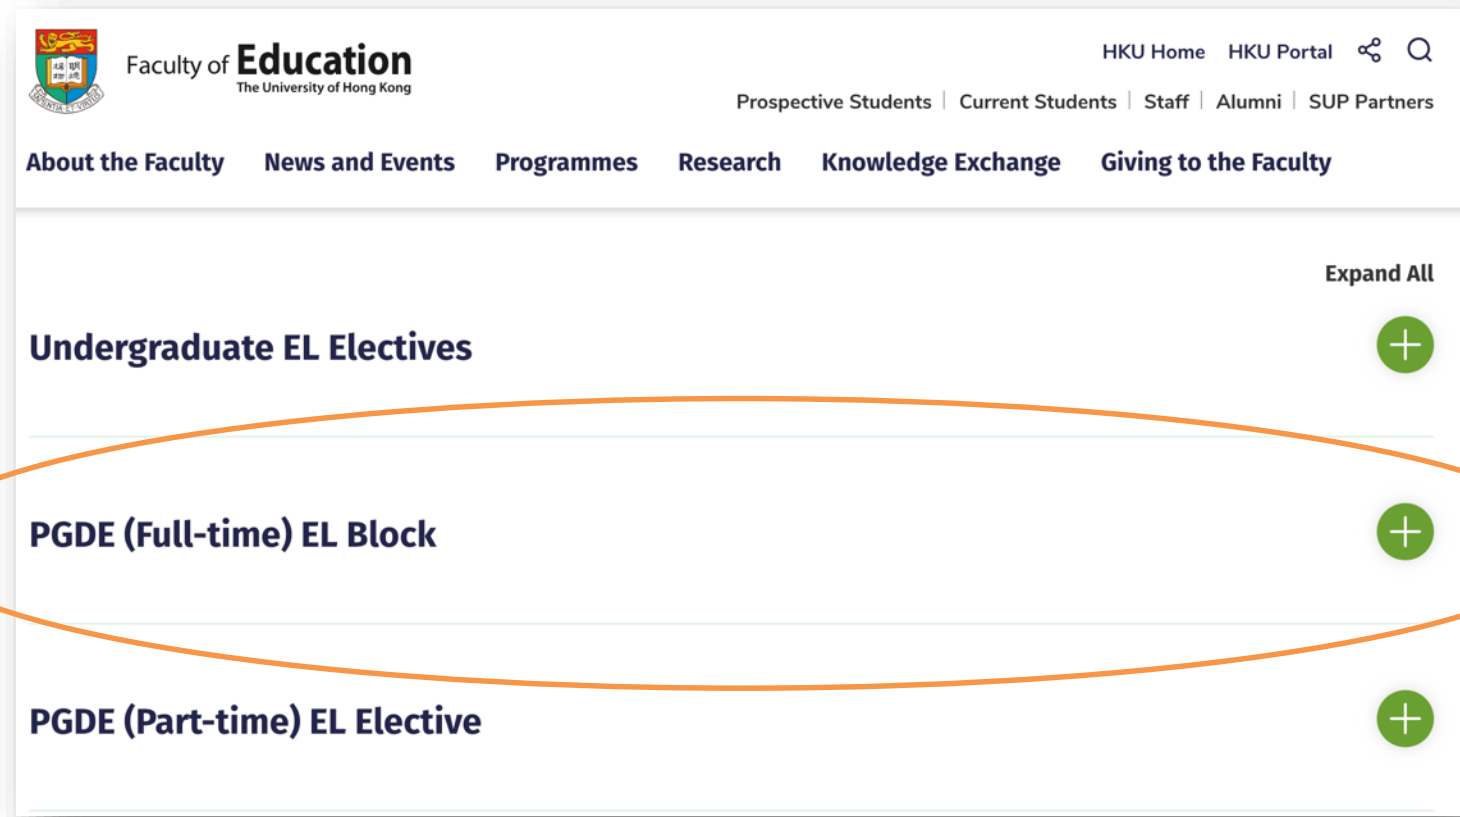 Faculty of Education
The University of Hong Kong
HKU Home HKU Portal
Prospective Students | Current Students | Staff | Alumni | SUP Partners
About the Faculty News and Events Programmes Research Knowledge Exchange Giving to the Faculty
Expand All
Undergraduate EL Electives
PGDE (Full-time) EL Block
PGDE (Part-time) EL Elective